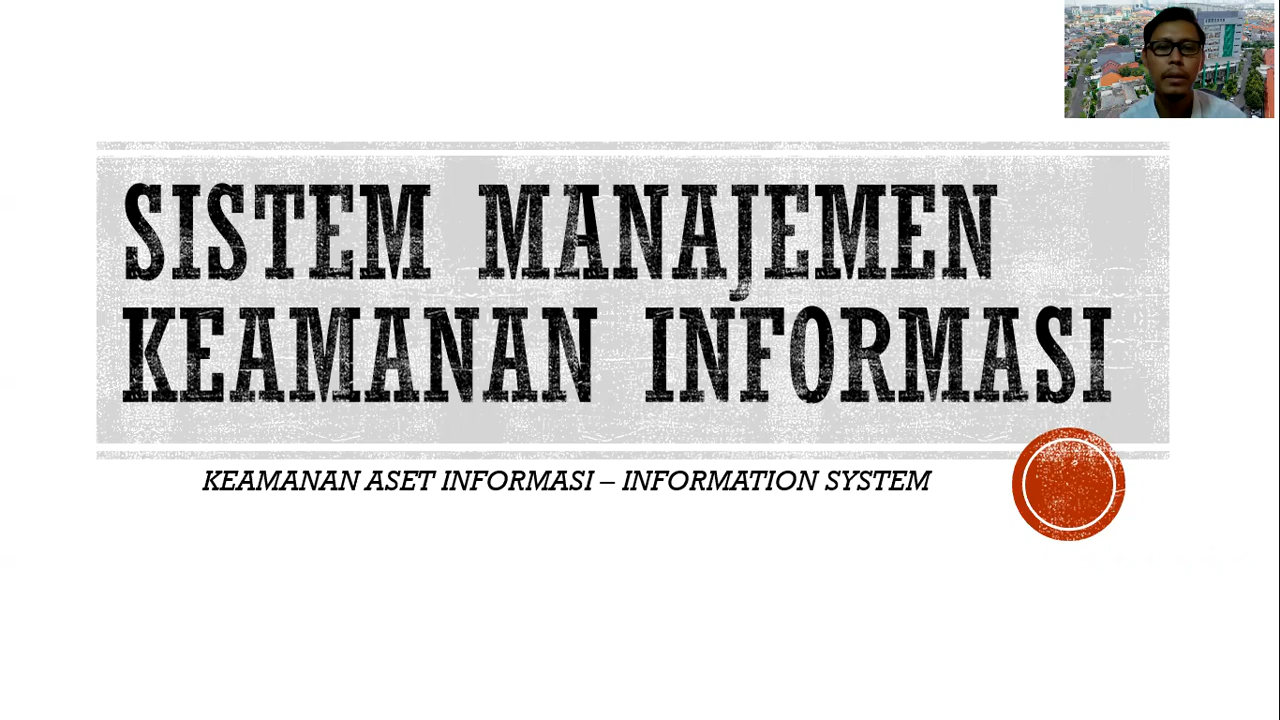 SISTEM MANAJEMEN
KEAMANAN INFORMASI
KEAMANAN ASET INFORMASI – INFORMATION SYSTEM